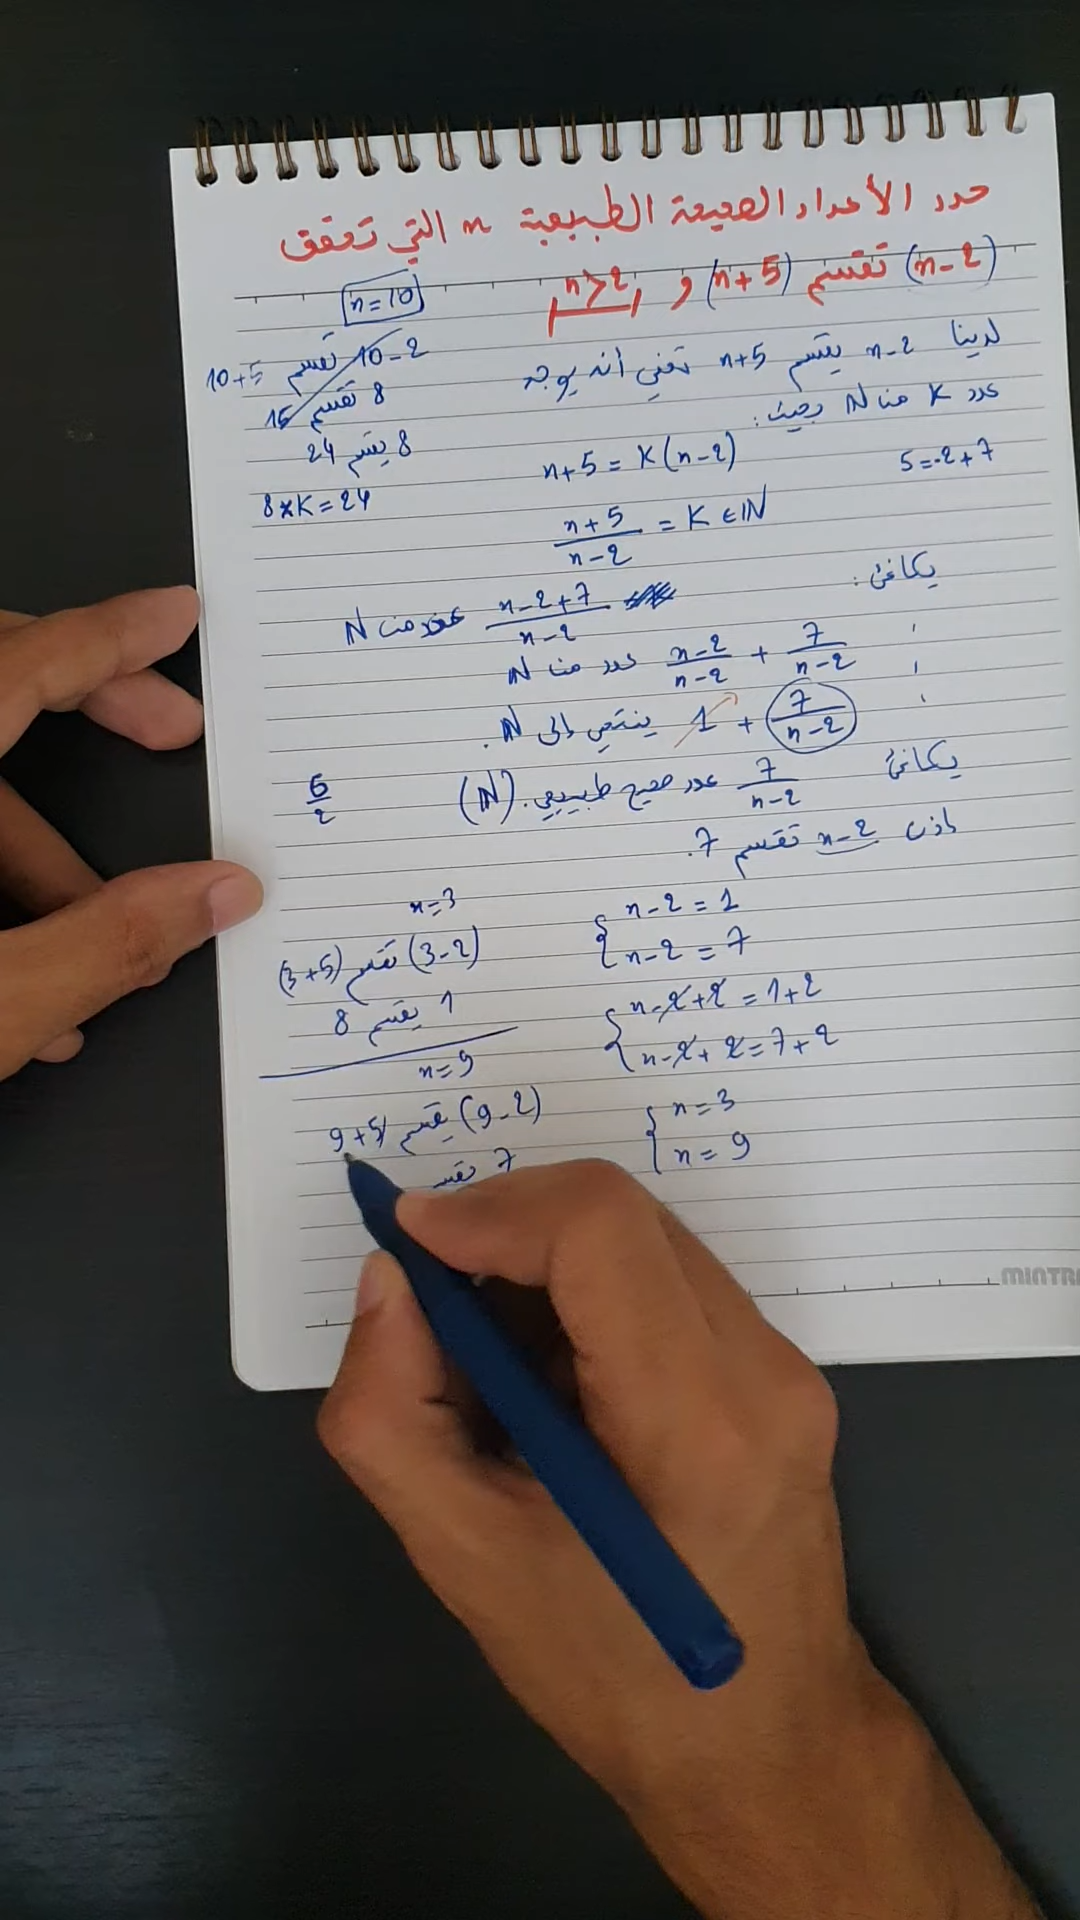 حدد الأعداد الصحيحة الطبيعية n التي تحقق
(n-2) تقسم (n+5) و n>2
لدينا n-2 يقسم n+5 تعني أنه يوجد
عدد K من ℕ بحيث:
n+5 = K(n-2)
5=-2+7
n+5/n-2 = K ∈ ℕ
يكافئ:
n-2+7/n-2 عدد من ℕ
n-2/n-2 + 7/n-2 عدد من ℕ
1 + 7/n-2 ينتمي إلى ℕ.
يكافئ 7/n-2 عدد صحيح طبيعي. (ℕ)
إذن n-2 تقسم 7.
n-2 = 1
n-2 = 7
n-2+2 = 1+2
n-2+2 = 7+2
n=3
n=9
n=10
10-2 تقسم 10+5
8 تقسم 15
8 يقسم 24
8×K=24
6/2
n=3
(3-2) تقسم (3+5)
1 يقسم 8
n=9
(9-2) يقسم 9+5
7 تقسـ
MINTRA